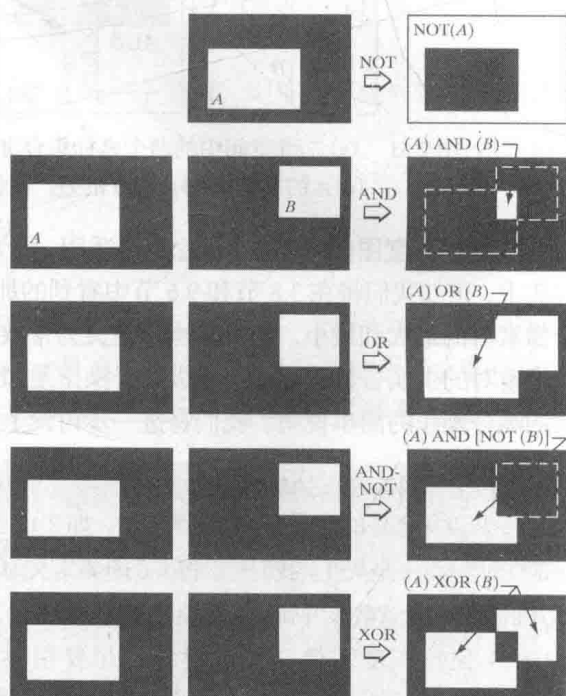 NOT(A)
NOT
A
(A) AND (B)
AND
B
A
(A) OR (B)
OR
(A) AND [NOT (B)]
AND-
NOT
(A) XOR (B)
XOR